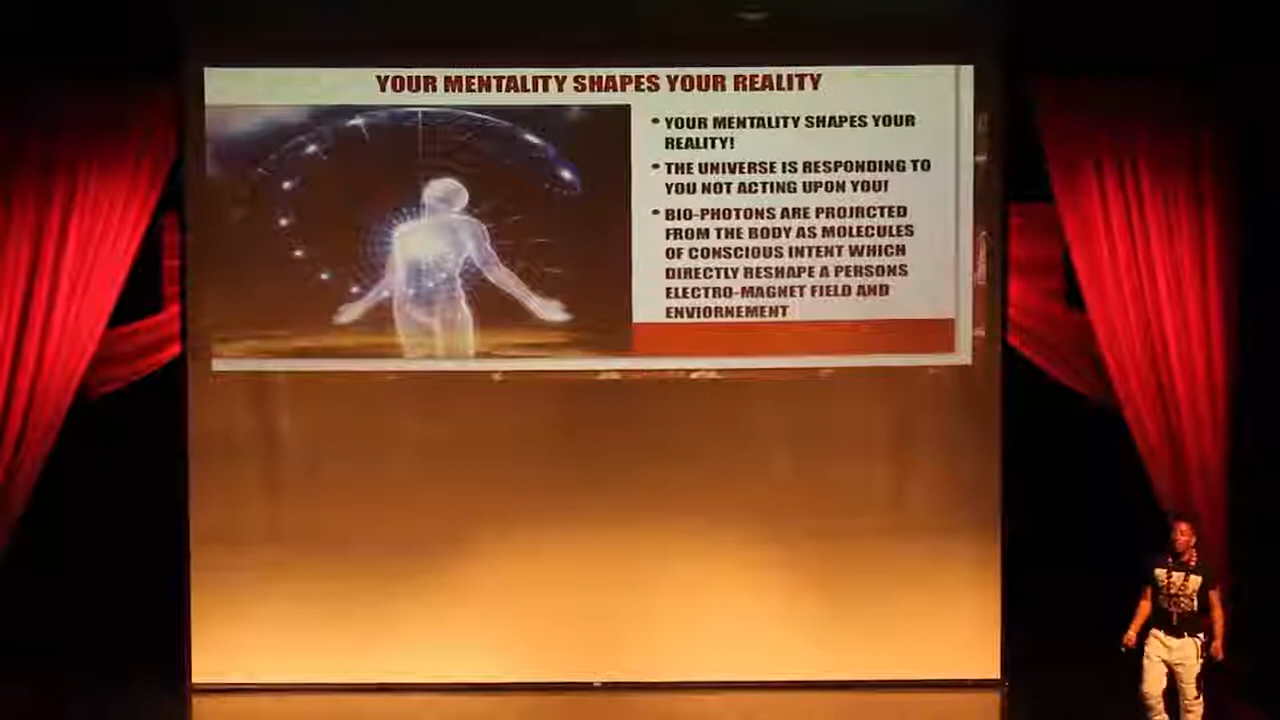 YOUR MENTALITY SHAPES YOUR REALITY
• YOUR MENTALITY SHAPES YOUR
REALITY!
• THE UNIVERSE IS RESPONDING TO
YOU NOT ACTING UPON YOU!
• BIO-PHOTONS ARE PROJRCTED
FROM THE BODY AS MOLECULES
OF CONSCIOUS INTENT WHICH
DIRECTLY RESHAPE A PERSONS
ELECTRO-MAGNET FIELD AND
ENVIORNEMENT